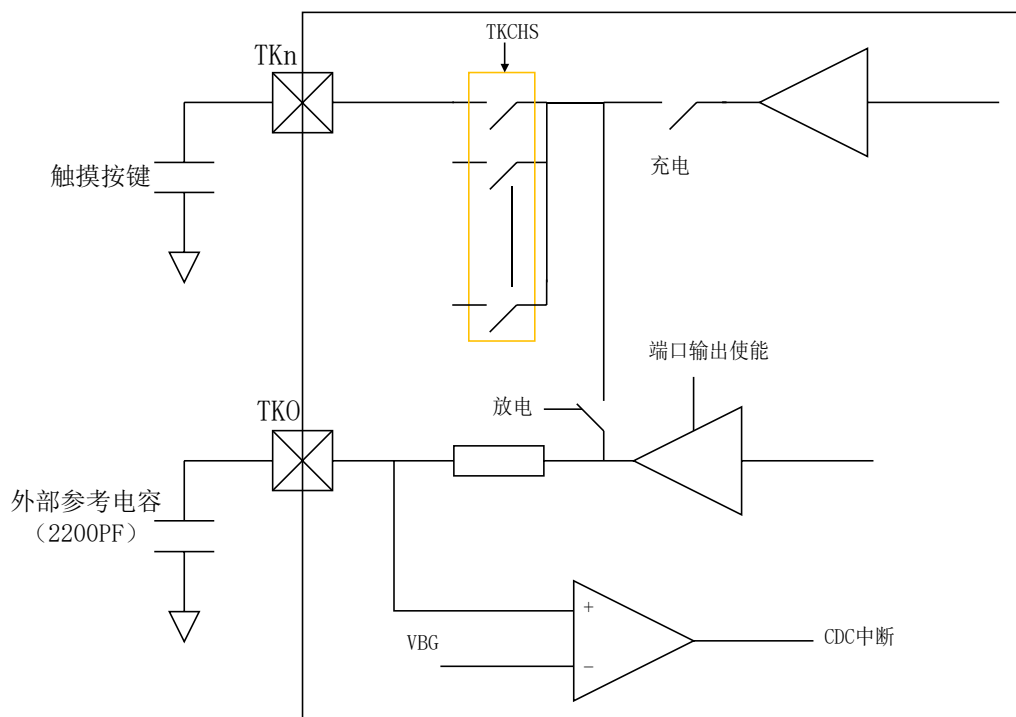 TKCHS
TKn
充电
触摸按键
端口输出使能
放电
TKO
外部参考电容
（2200PF）
+
VBG
CDC中断
−